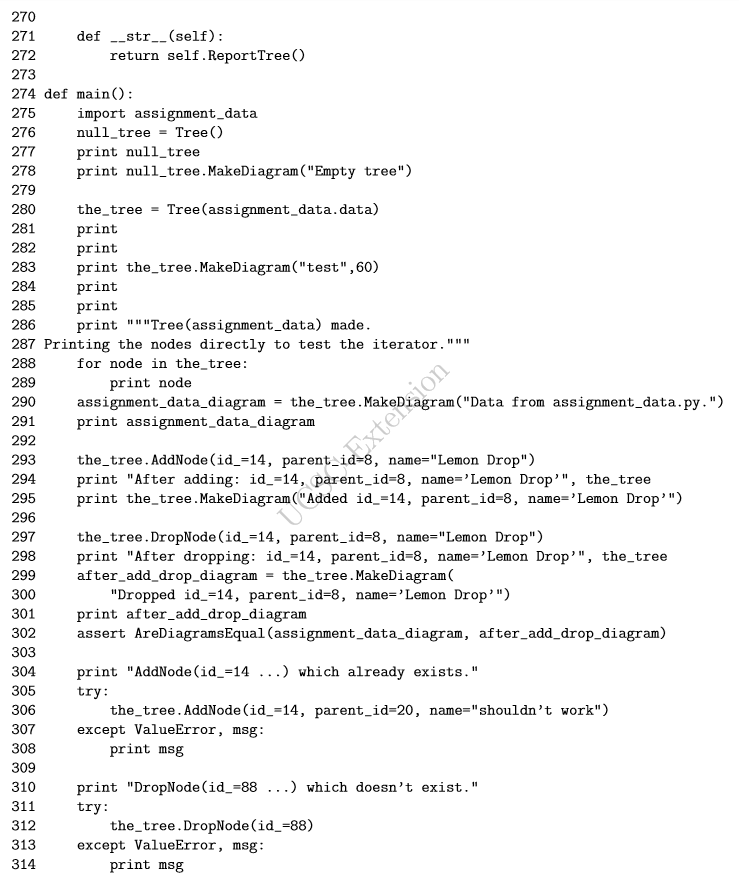 270
271     def __str__(self):
272         return self.ReportTree()
273
274 def main():
275     import assignment_data
276     null_tree = Tree()
277     print null_tree
278     print null_tree.MakeDiagram("Empty tree")
279
280     the_tree = Tree(assignment_data.data)
281     print
282     print
283     print the_tree.MakeDiagram("test",60)
284     print
285     print
286     print """Tree(assignment_data) made.
287 Printing the nodes directly to test the iterator."""
288     for node in the_tree:
289         print node
290     assignment_data_diagram = the_tree.MakeDiagram("Data from assignment_data.py.")
291     print assignment_data_diagram
292
293     the_tree.AddNode(id_=14, parent_id=8, name="Lemon Drop")
294     print "After adding: id_=14, parent_id=8, name=’Lemon Drop’", the_tree
295     print the_tree.MakeDiagram("Added id_=14, parent_id=8, name=’Lemon Drop’")
296
297     the_tree.DropNode(id_=14, parent_id=8, name="Lemon Drop")
298     print "After dropping: id_=14, parent_id=8, name=’Lemon Drop’", the_tree
299     after_add_drop_diagram = the_tree.MakeDiagram(
300         "Dropped id_=14, parent_id=8, name=’Lemon Drop’")
301     print after_add_drop_diagram
302     assert AreDiagramsEqual(assignment_data_diagram, after_add_drop_diagram)
303
304     print "AddNode(id_=14 ...) which already exists."
305     try:
306         the_tree.AddNode(id_=14, parent_id=20, name="shouldn’t work")
307     except ValueError, msg:
308         print msg
309
310     print "DropNode(id_=88 ...) which doesn’t exist."
311     try:
312         the_tree.DropNode(id_=88)
313     except ValueError, msg:
314         print msg
UCSC Extension